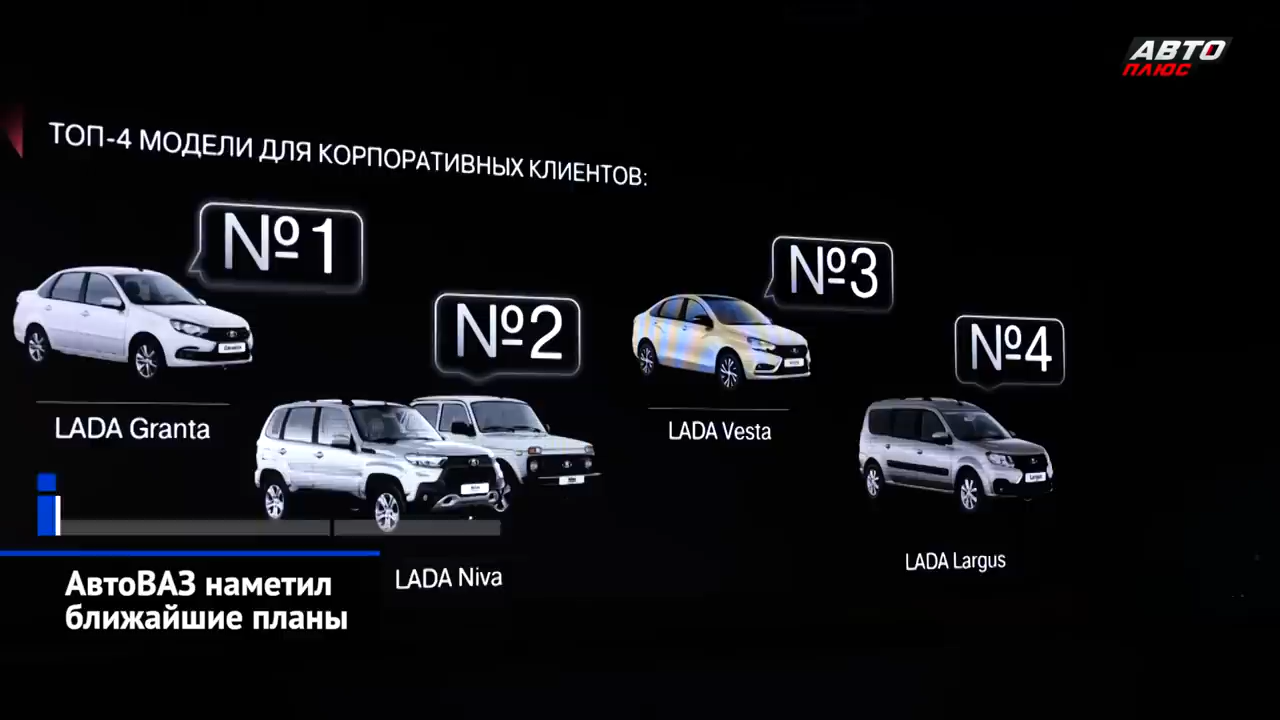 АВТО
ПЛЮС
ТОП-4 МОДЕЛИ ДЛЯ КОРПОРАТИВНЫХ КЛИЕНТОВ:
№1
№2
№3
№4
LADA Granta
LADA Niva
LADA Vesta
LADA Largus
АвтоВАЗ наметил
ближайшие планы